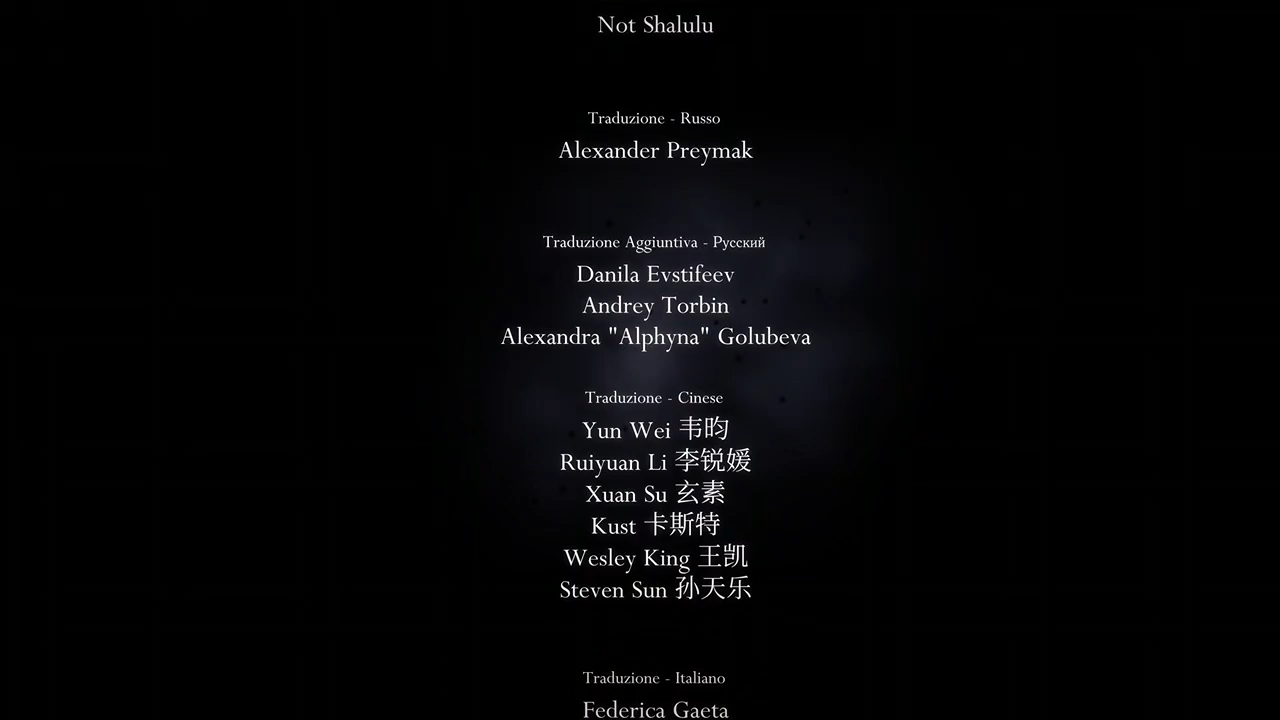 Not Shalulu
Traduzione - Russo
Alexander Preymak
Traduzione Aggiuntiva - Русский
Danila Evstifeev
Andrey Torbin
Alexandra "Alphyna" Golubeva
Traduzione - Cinese
Yun Wei 韦昀
Ruiyuan Li 李锐媛
Xuan Su 玄素
Kust 卡斯特
Wesley King 王凯
Steven Sun 孙天乐
Traduzione - Italiano
Federica Gaeta